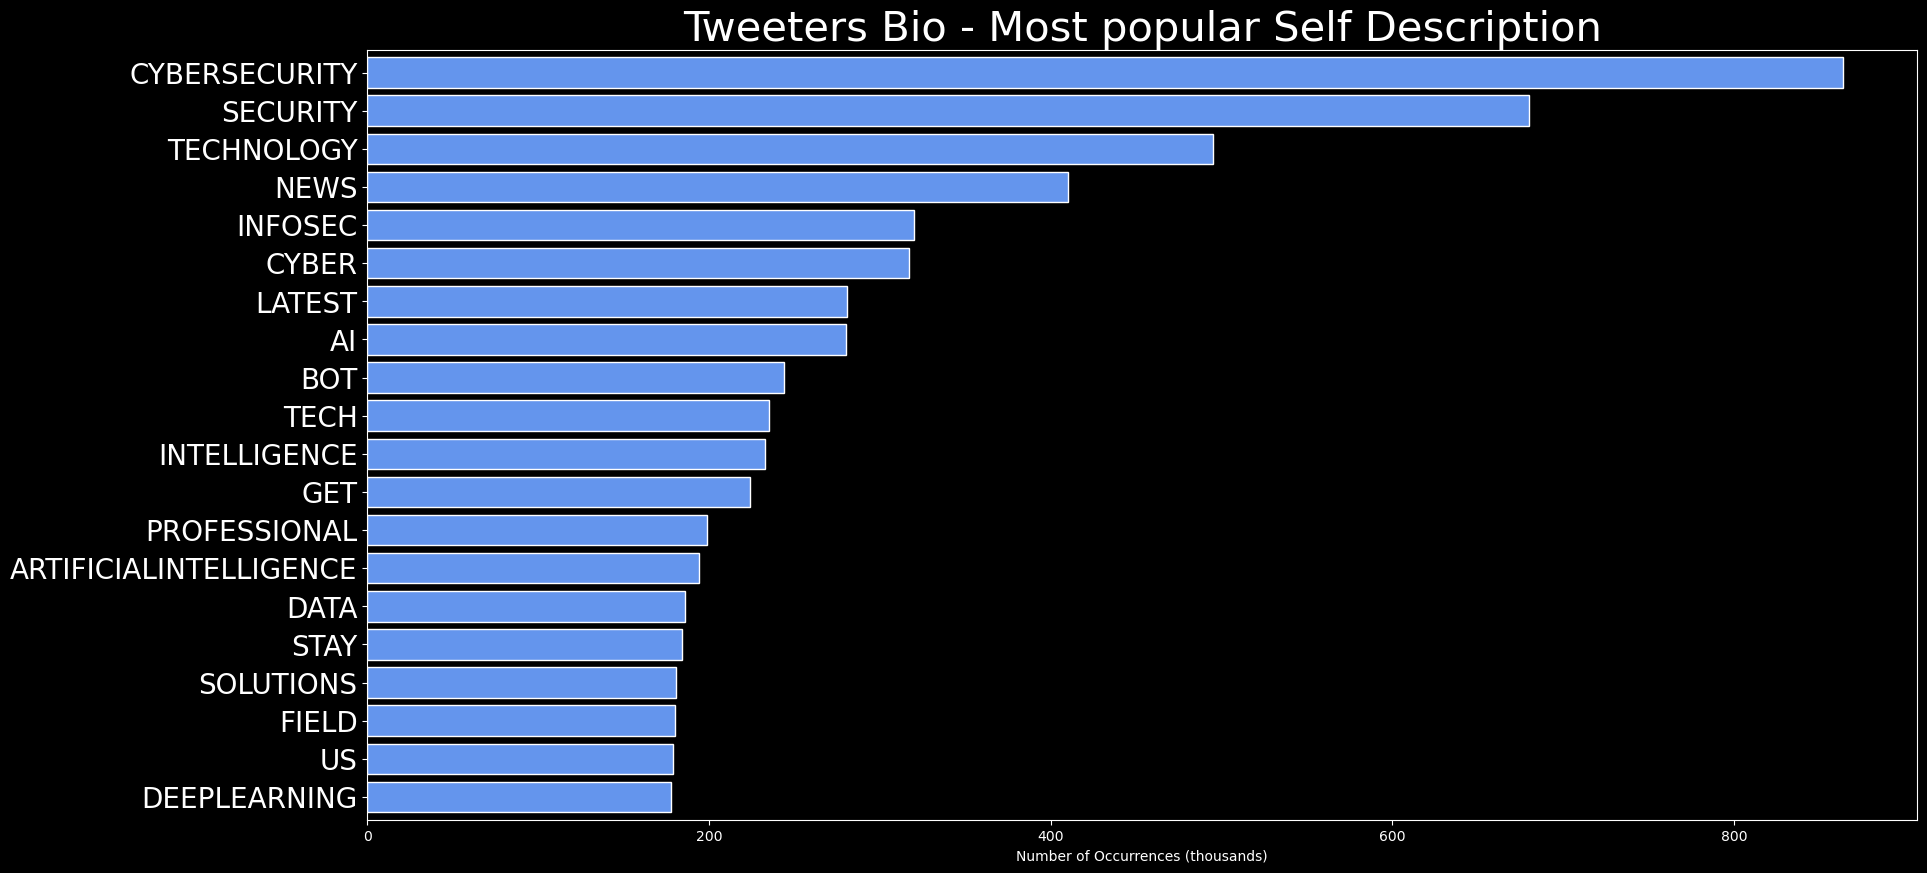 Tweeters Bio - Most popular Self Description
CYBERSECURITY
SECURITY
TECHNOLOGY
NEWS
INFOSEC
CYBER
LATEST
AI
BOT
TECH
INTELLIGENCE
GET
PROFESSIONAL
ARTIFICIALINTELLIGENCE
DATA
STAY
SOLUTIONS
FIELD
US
DEEPLEARNING
0 200 400 600 800
Number of Occurrences (thousands)